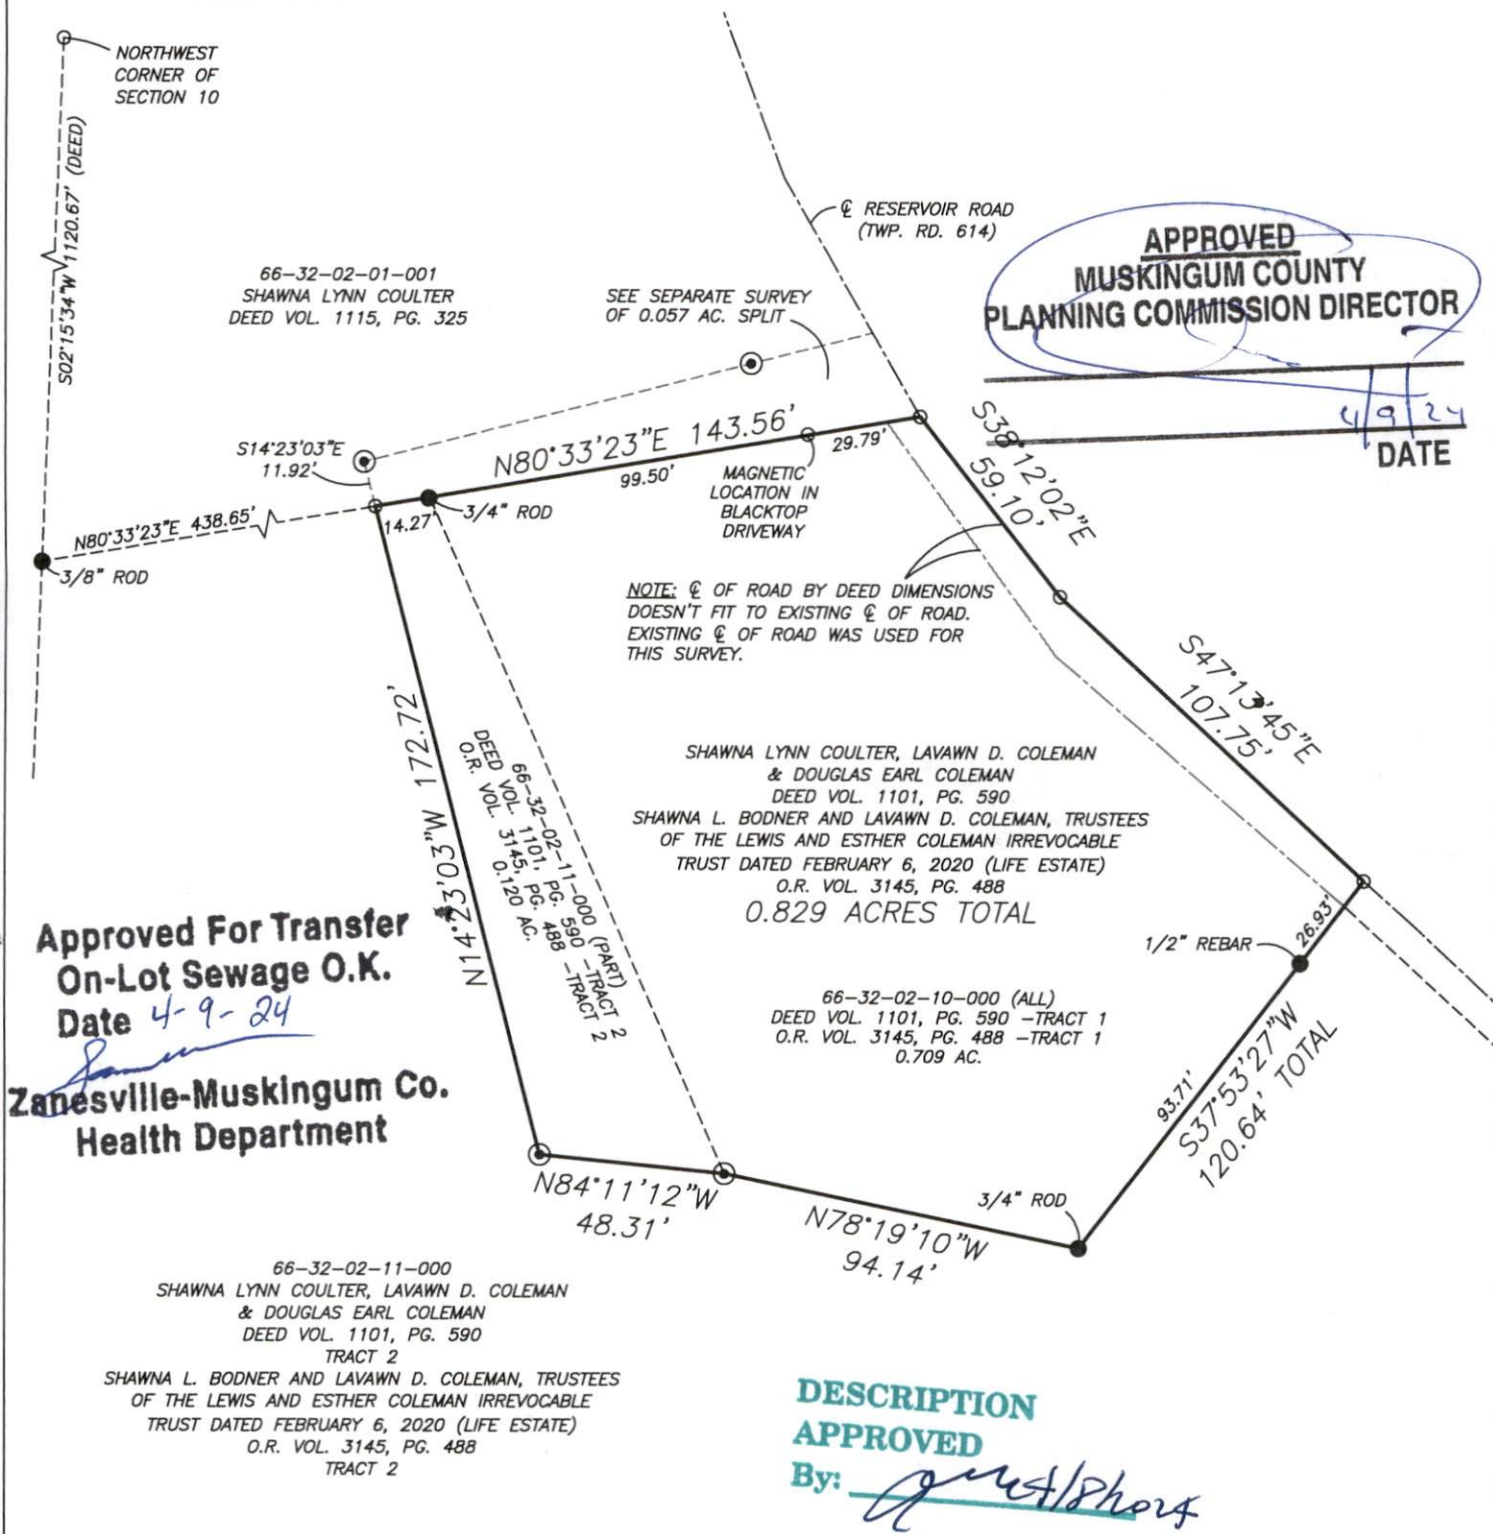 NORTHWEST
CORNER OF
SECTION 10
S02°15'34"W 1120.67' (DEED)
℄ RESERVOIR ROAD
(TWP. RD. 614)
APPROVED
MUSKINGUM COUNTY
PLANNING COMMISSION DIRECTOR
4/9/24
DATE
66-32-02-01-001
SHAWNA LYNN COULTER
DEED VOL. 1115, PG. 325
SEE SEPARATE SURVEY
OF 0.057 AC. SPLIT
S14°23'03"E
11.92'
N80°33'23"E 143.56'
99.50'
29.79'
14.27'
3/4" ROD
MAGNETIC
LOCATION IN
BLACKTOP
DRIVEWAY
S38°12'02"E
59.10'
N80°33'23"E 438.65'
3/8" ROD
NOTE: ℄ OF ROAD BY DEED DIMENSIONS
DOESN'T FIT TO EXISTING ℄ OF ROAD.
EXISTING ℄ OF ROAD WAS USED FOR
THIS SURVEY.
S47°13'45"E
107.75'
N14°23'03"W 172.72'
66-32-02-11-000 (PART)
DEED VOL. 1101, PG. 590 -TRACT 2
O.R. VOL. 3145, PG. 488 -TRACT 2
0.120 AC.
SHAWNA LYNN COULTER, LAVAWN D. COLEMAN
& DOUGLAS EARL COLEMAN
DEED VOL. 1101, PG. 590
SHAWNA L. BODNER AND LAVAWN D. COLEMAN, TRUSTEES
OF THE LEWIS AND ESTHER COLEMAN IRREVOCABLE
TRUST DATED FEBRUARY 6, 2020 (LIFE ESTATE)
O.R. VOL. 3145, PG. 488
0.829 ACRES TOTAL
1/2" REBAR
26.93'
66-32-02-10-000 (ALL)
DEED VOL. 1101, PG. 590 -TRACT 1
O.R. VOL. 3145, PG. 488 -TRACT 1
0.709 AC.
93.71'
S37°53'27"W
120.64' TOTAL
Approved For Transfer
On-Lot Sewage O.K.
Date 4-9-24
Zanesville-Muskingum Co.
Health Department
N84°11'12"W
48.31'
3/4" ROD
N78°19'10"W
94.14'
66-32-02-11-000
SHAWNA LYNN COULTER, LAVAWN D. COLEMAN
& DOUGLAS EARL COLEMAN
DEED VOL. 1101, PG. 590
TRACT 2
SHAWNA L. BODNER AND LAVAWN D. COLEMAN, TRUSTEES
OF THE LEWIS AND ESTHER COLEMAN IRREVOCABLE
TRUST DATED FEBRUARY 6, 2020 (LIFE ESTATE)
O.R. VOL. 3145, PG. 488
TRACT 2
DESCRIPTION
APPROVED
By: 4/8/2024